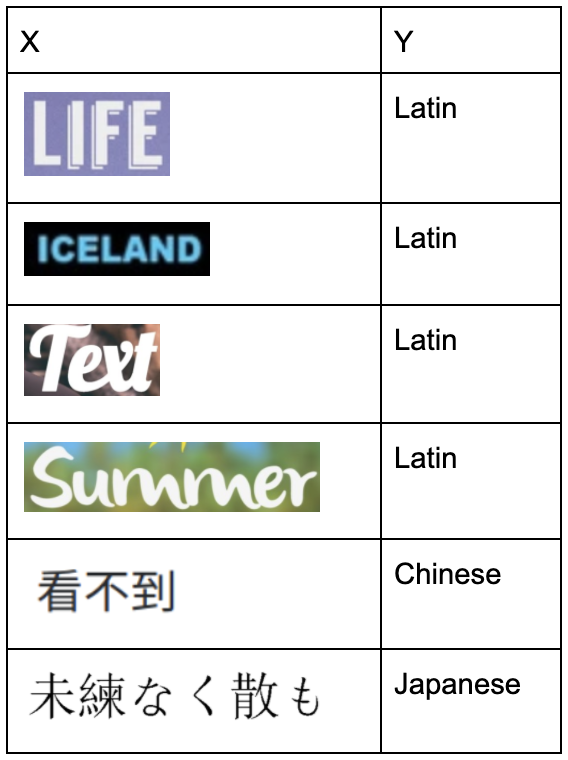 X Y
LIFE Latin
ICELAND Latin
Text Latin
Summer Latin
看不到 Chinese
未練なく散も Japanese